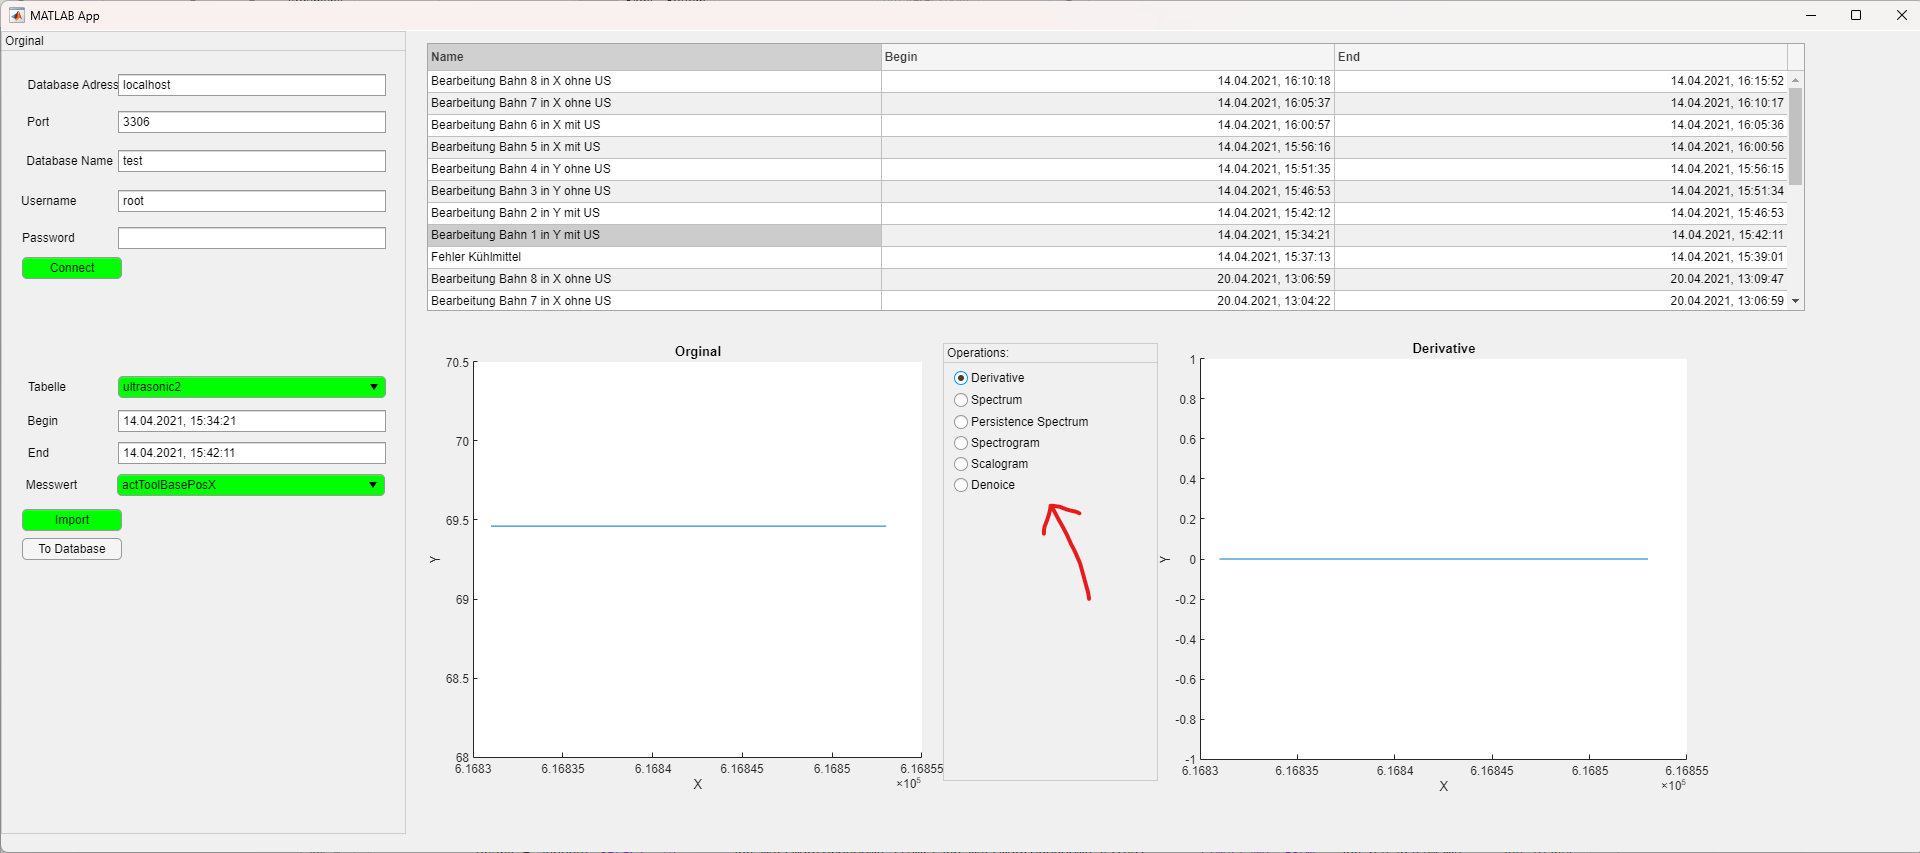 MATLAB App
Orginal
Database Adress localhost
Port 3306
Database Name test
Username root
Password
Connect
Tabelle ultrasonic2
Begin 14.04.2021, 15:34:21
End 14.04.2021, 15:42:11
Messwert actToolBasePosX
Import
To Database
Name Begin End
Bearbeitung Bahn 8 in X ohne US 14.04.2021, 16:10:18 14.04.2021, 16:15:52
Bearbeitung Bahn 7 in X ohne US 14.04.2021, 16:05:37 14.04.2021, 16:10:17
Bearbeitung Bahn 6 in X mit US 14.04.2021, 16:00:57 14.04.2021, 16:05:36
Bearbeitung Bahn 5 in X mit US 14.04.2021, 15:56:16 14.04.2021, 16:00:56
Bearbeitung Bahn 4 in Y ohne US 14.04.2021, 15:51:35 14.04.2021, 15:56:15
Bearbeitung Bahn 3 in Y ohne US 14.04.2021, 15:46:53 14.04.2021, 15:51:34
Bearbeitung Bahn 2 in Y mit US 14.04.2021, 15:42:12 14.04.2021, 15:46:53
Bearbeitung Bahn 1 in Y mit US 14.04.2021, 15:34:21 14.04.2021, 15:42:11
Fehler Kühlmittel 14.04.2021, 15:37:13 14.04.2021, 15:39:01
Bearbeitung Bahn 8 in X ohne US 20.04.2021, 13:06:59 20.04.2021, 13:09:47
Bearbeitung Bahn 7 in X ohne US 20.04.2021, 13:04:22 20.04.2021, 13:06:59
Orginal
70.5
70
69.5
69
68.5
68
Y
6.1683 6.16835 6.1684 6.16845 6.1685 6.16855
X
×10⁵
Operations:
Derivative
Spectrum
Persistence Spectrum
Spectrogram
Scalogram
Denoice
Derivative
1
0.8
0.6
0.4
0.2
0
-0.2
-0.4
-0.6
-0.8
-1
Y
6.1683 6.16835 6.1684 6.16845 6.1685 6.16855
X
×10⁵